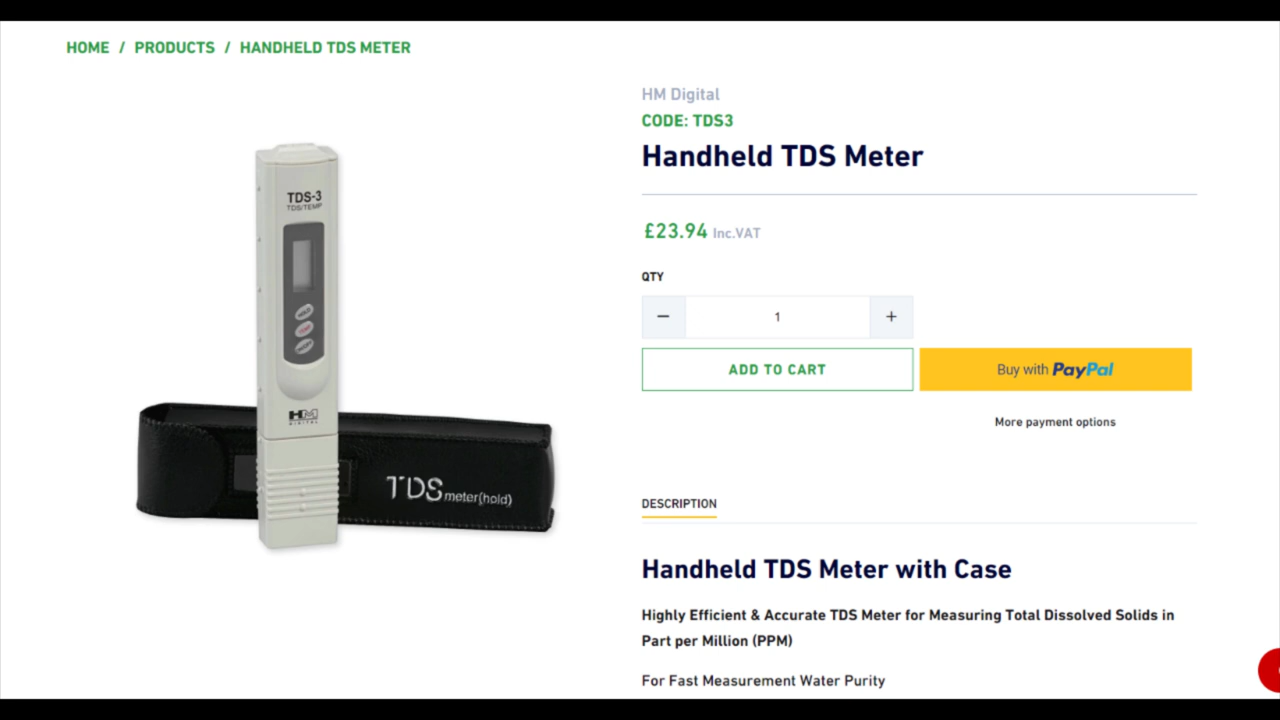 HOME / PRODUCTS / HANDHELD TDS METER
HM Digital
CODE: TDS3
Handheld TDS Meter
£23.94 Inc.VAT
QTY
− 1 +
ADD TO CART
Buy with PayPal
More payment options
DESCRIPTION
Handheld TDS Meter with Case
Highly Efficient & Accurate TDS Meter for Measuring Total Dissolved Solids in
Part per Million (PPM)
For Fast Measurement Water Purity
TDS-3
TDS/TEMP
HM
DIGITAL
TDS meter(hold)